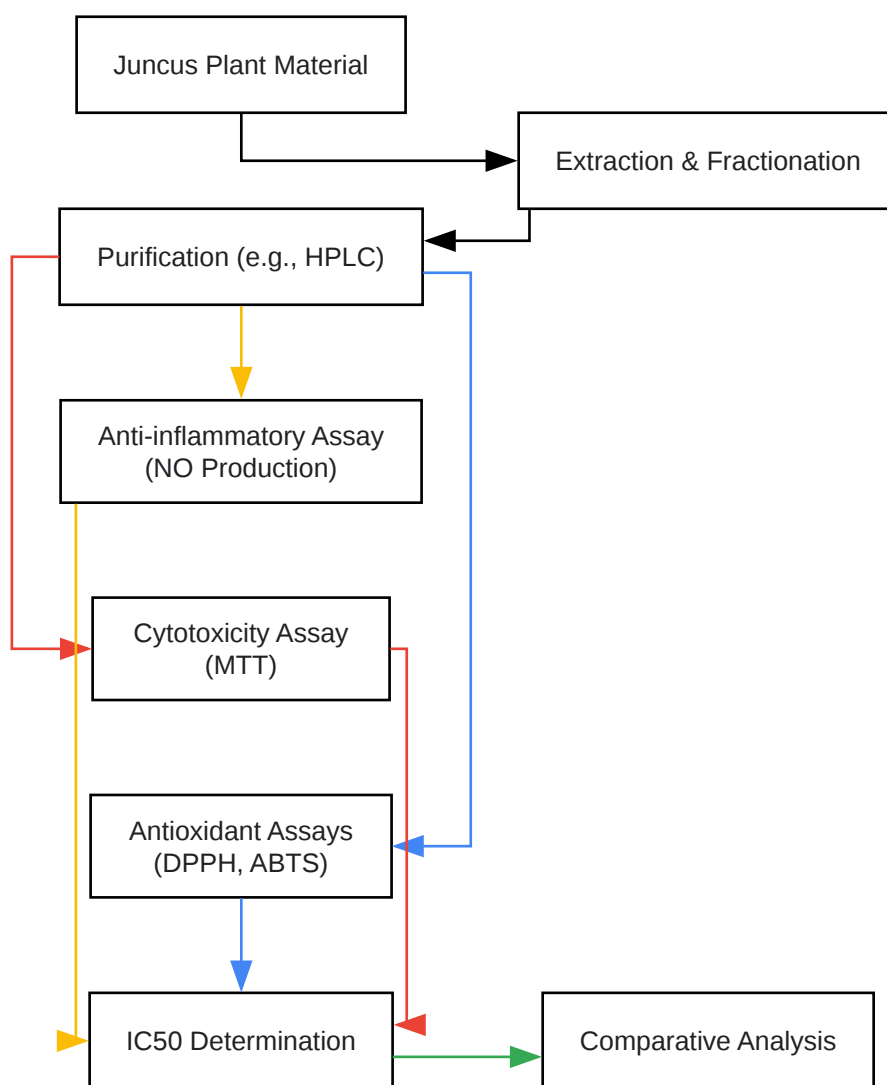 Juncus Plant Material
Extraction & Fractionation
Purification (e.g., HPLC)
Anti-inflammatory Assay
(NO Production)
Cytotoxicity Assay
(MTT)
Antioxidant Assays
(DPPH, ABTS)
IC50 Determination
Comparative Analysis